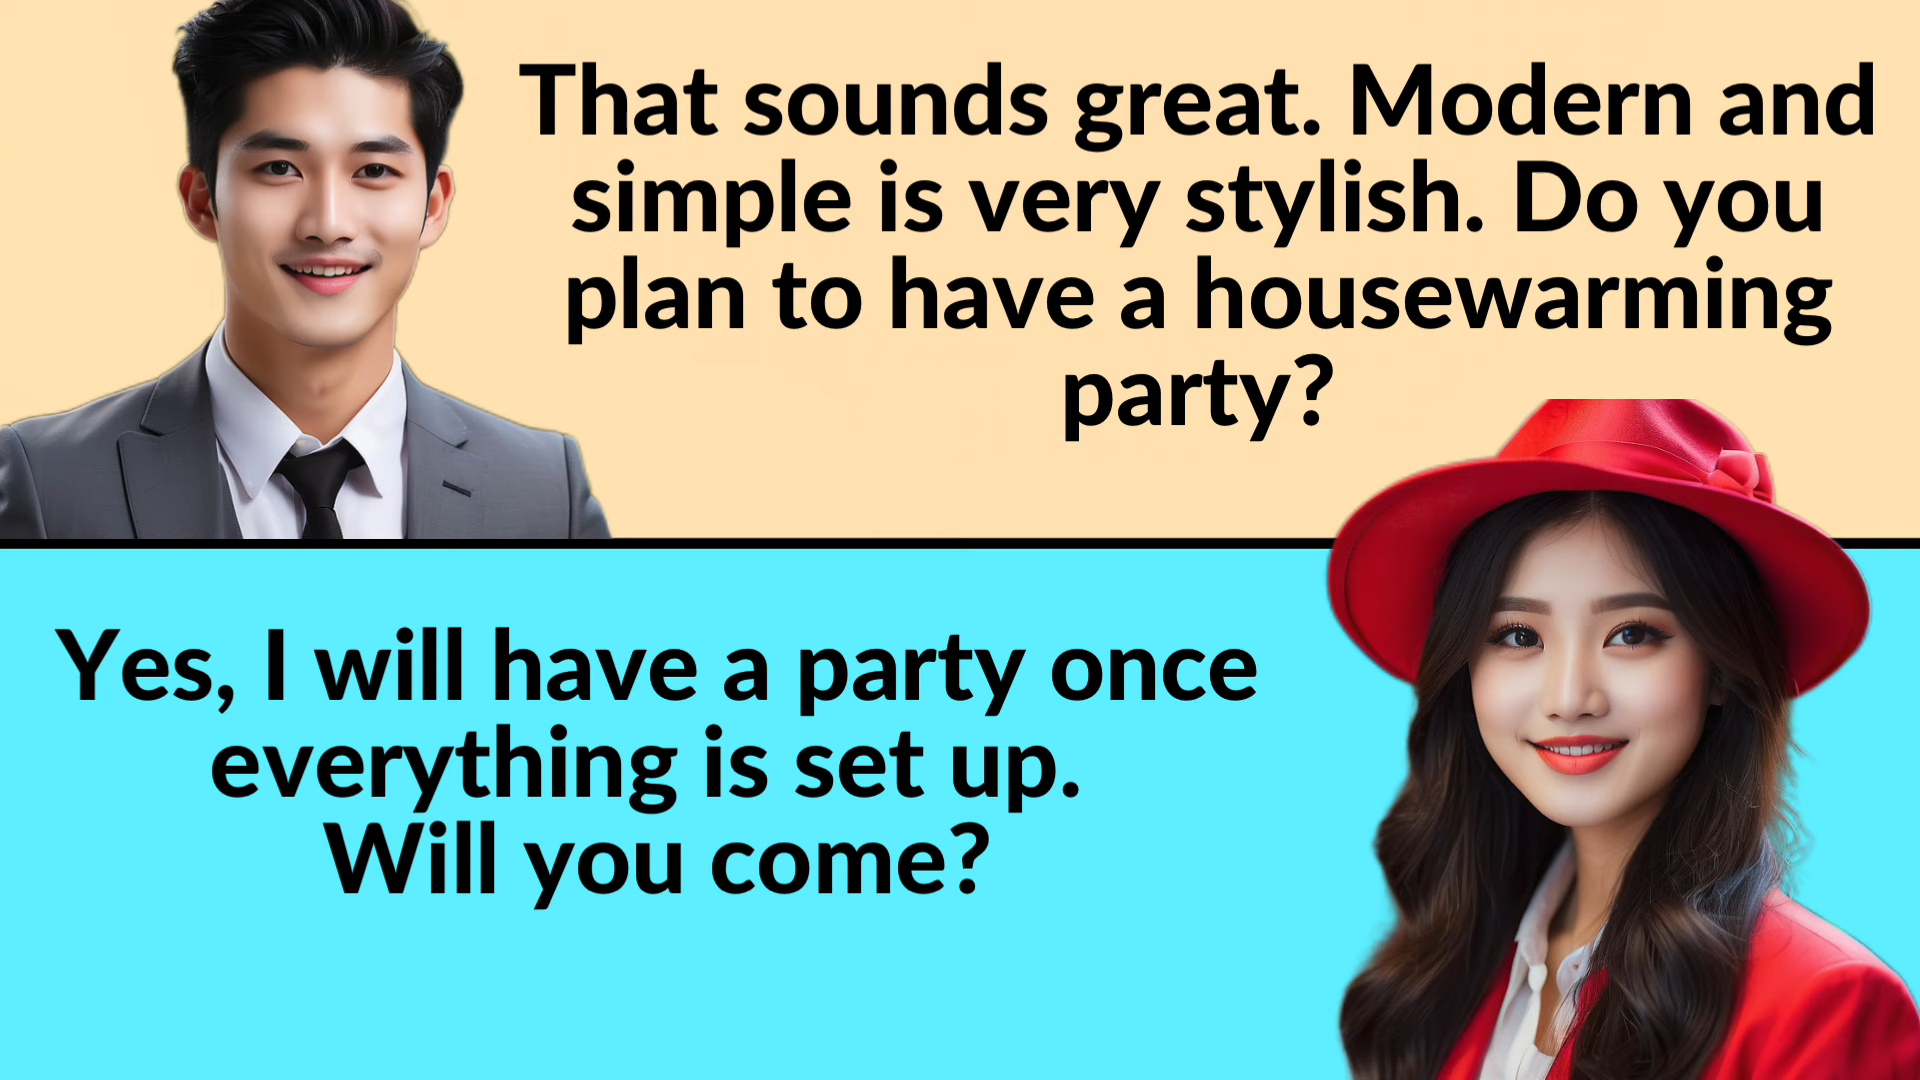 That sounds great. Modern and
simple is very stylish. Do you
plan to have a housewarming
party?
Yes, I will have a party once
everything is set up.
Will you come?